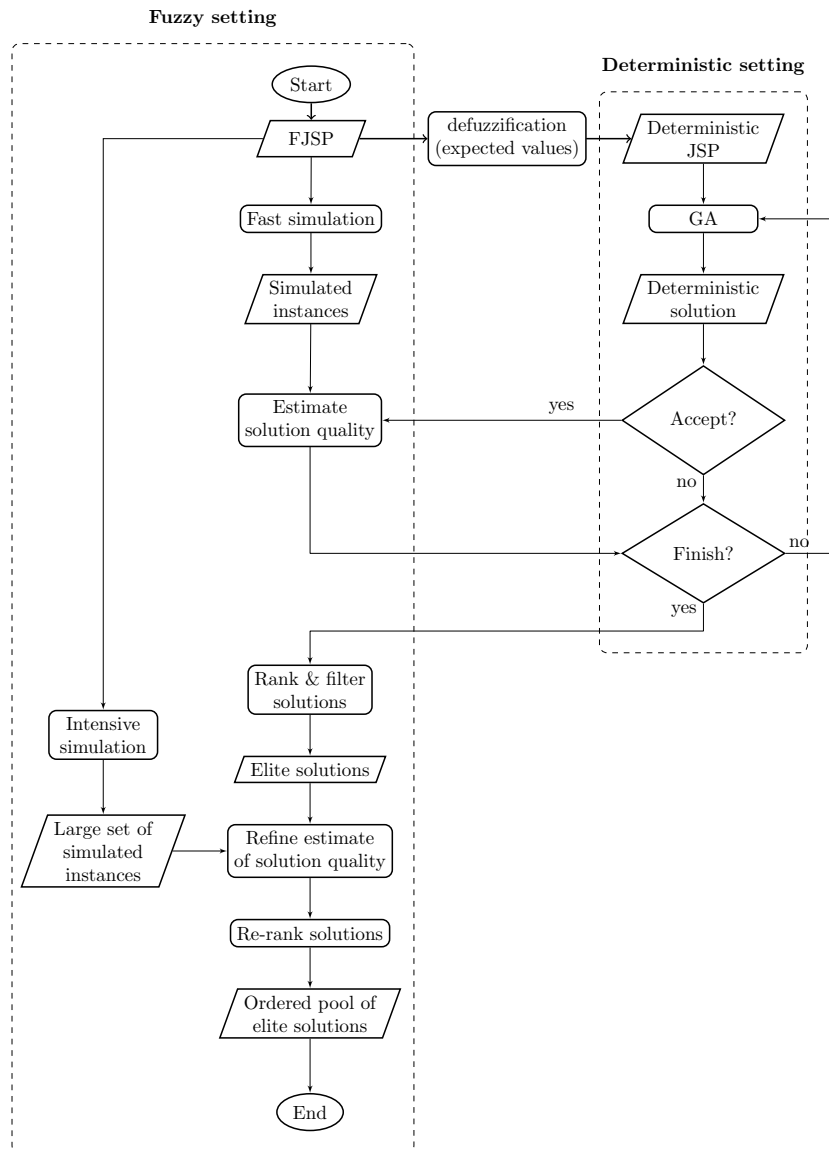 Fuzzy setting
Deterministic setting
Start
FJSP
defuzzification
(expected values)
Deterministic
JSP
Fast simulation
GA
Simulated
instances
Deterministic
solution
Estimate
solution quality
yes
Accept?
no
Finish?
no
yes
Rank & filter
solutions
Intensive
simulation
Elite solutions
Large set of
simulated
instances
Refine estimate
of solution quality
Re-rank solutions
Ordered pool of
elite solutions
End